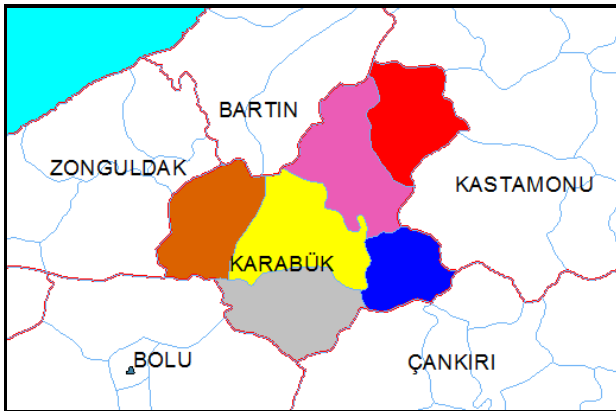 BARTIN
ZONGULDAK
KASTAMONU
KARABÜK
BOLU
ÇANKIRI